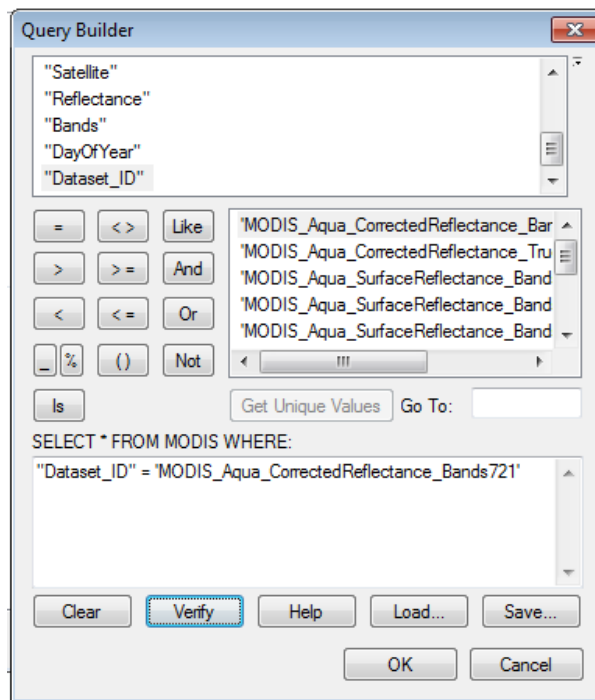 Query Builder
"Satellite"
"Reflectance"
"Bands"
"DayOfYear"
"Dataset_ID"
= < > Like
> > = And
< < = Or
_ % ( ) Not
'MODIS_Aqua_CorrectedReflectance_Bar
'MODIS_Aqua_CorrectedReflectance_Tru
'MODIS_Aqua_SurfaceReflectance_Band
'MODIS_Aqua_SurfaceReflectance_Band
'MODIS_Aqua_SurfaceReflectance_Band
Is Get Unique Values Go To:
SELECT * FROM MODIS WHERE:
"Dataset_ID" = 'MODIS_Aqua_CorrectedReflectance_Bands721'
Clear Verify Help Load... Save...
OK Cancel